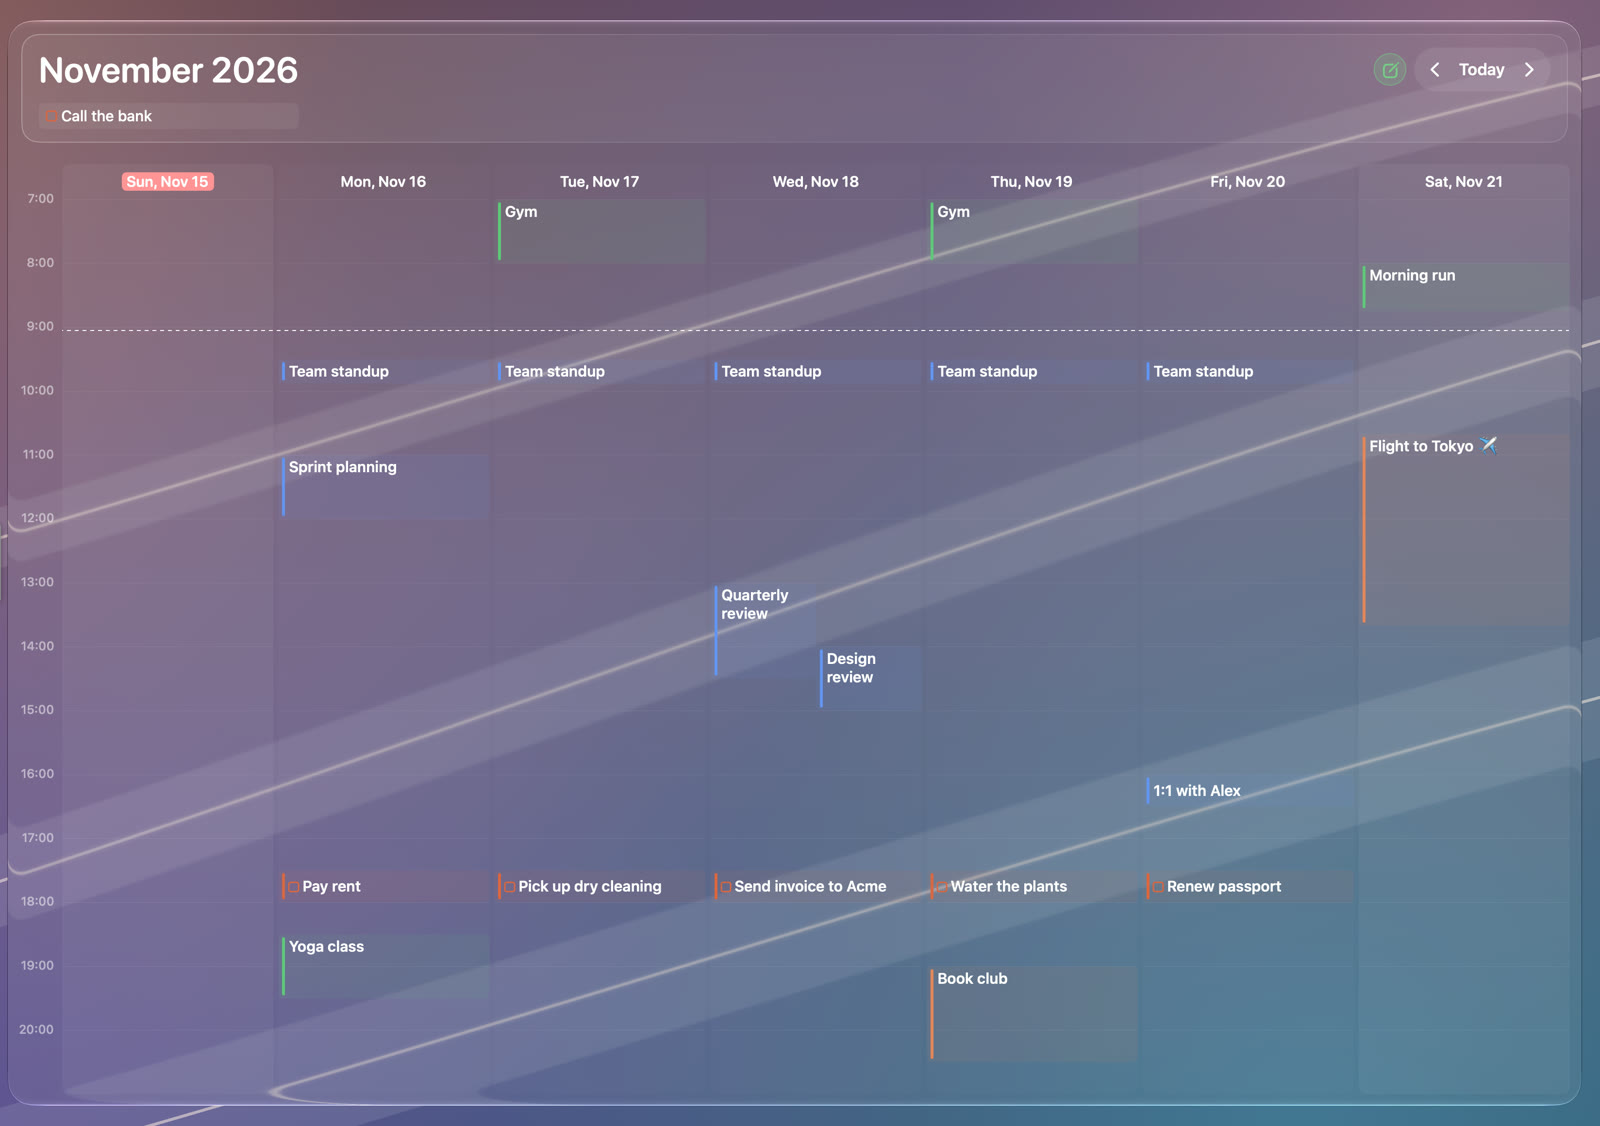 November 2026
Today
Call the bank
Sun, Nov 15
Mon, Nov 16
Tue, Nov 17
Wed, Nov 18
Thu, Nov 19
Fri, Nov 20
Sat, Nov 21
7:00
Gym
Gym
8:00
Morning run
9:00
Team standup
Team standup
Team standup
Team standup
Team standup
10:00
Flight to Tokyo ✈️
11:00
Sprint planning
12:00
13:00
Quarterly
review
14:00
Design
review
15:00
16:00
1:1 with Alex
17:00
Pay rent
Pick up dry cleaning
Send invoice to Acme
Water the plants
Renew passport
18:00
Yoga class
19:00
Book club
20:00